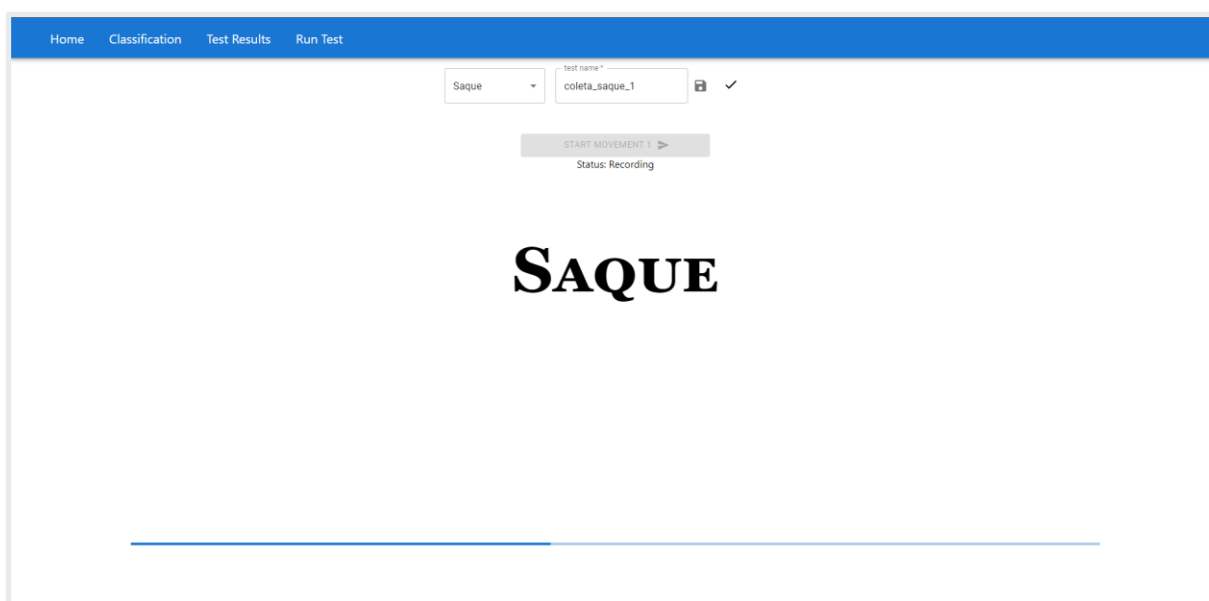 Home Classification Test Results Run Test
test name *
Saque coleta_saque_1
START MOVEMENT 1
Status: Recording
SAQUE